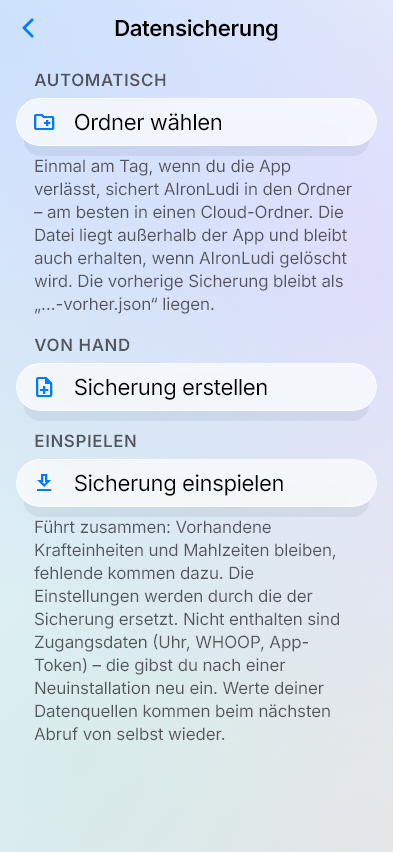 Datensicherung
AUTOMATISCH
Ordner wählen
Einmal am Tag, wenn du die App
verlässt, sichert AIronLudi in den Ordner
– am besten in einen Cloud-Ordner. Die
Datei liegt außerhalb der App und bleibt
auch erhalten, wenn AIronLudi gelöscht
wird. Die vorherige Sicherung bleibt als
„…-vorher.json“ liegen.
VON HAND
Sicherung erstellen
EINSPIELEN
Sicherung einspielen
Führt zusammen: Vorhandene
Krafteinheiten und Mahlzeiten bleiben,
fehlende kommen dazu. Die
Einstellungen werden durch die der
Sicherung ersetzt. Nicht enthalten sind
Zugangsdaten (Uhr, WHOOP, App-
Token) – die gibst du nach einer
Neuinstallation neu ein. Werte deiner
Datenquellen kommen beim nächsten
Abruf von selbst wieder.